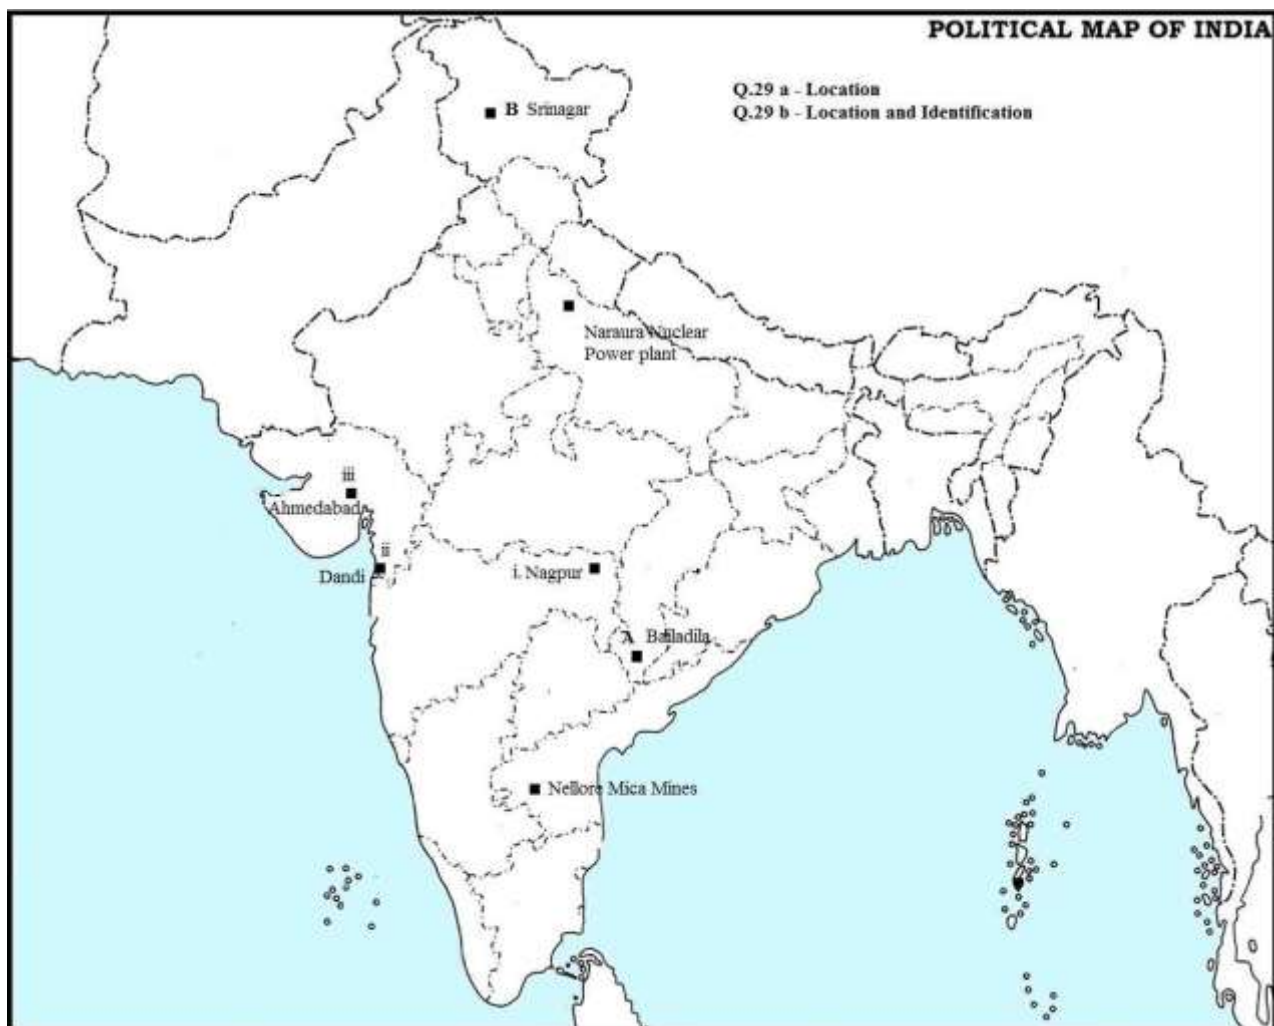 POLITICAL MAP OF INDIA
Q.29 a - Location
Q.29 b - Location and Identification
B Srinagar
Naraura Nuclear
Power plant
iii
Ahmedabad
ii
Dandi
i. Nagpur
A Bailadila
Nellore Mica Mines